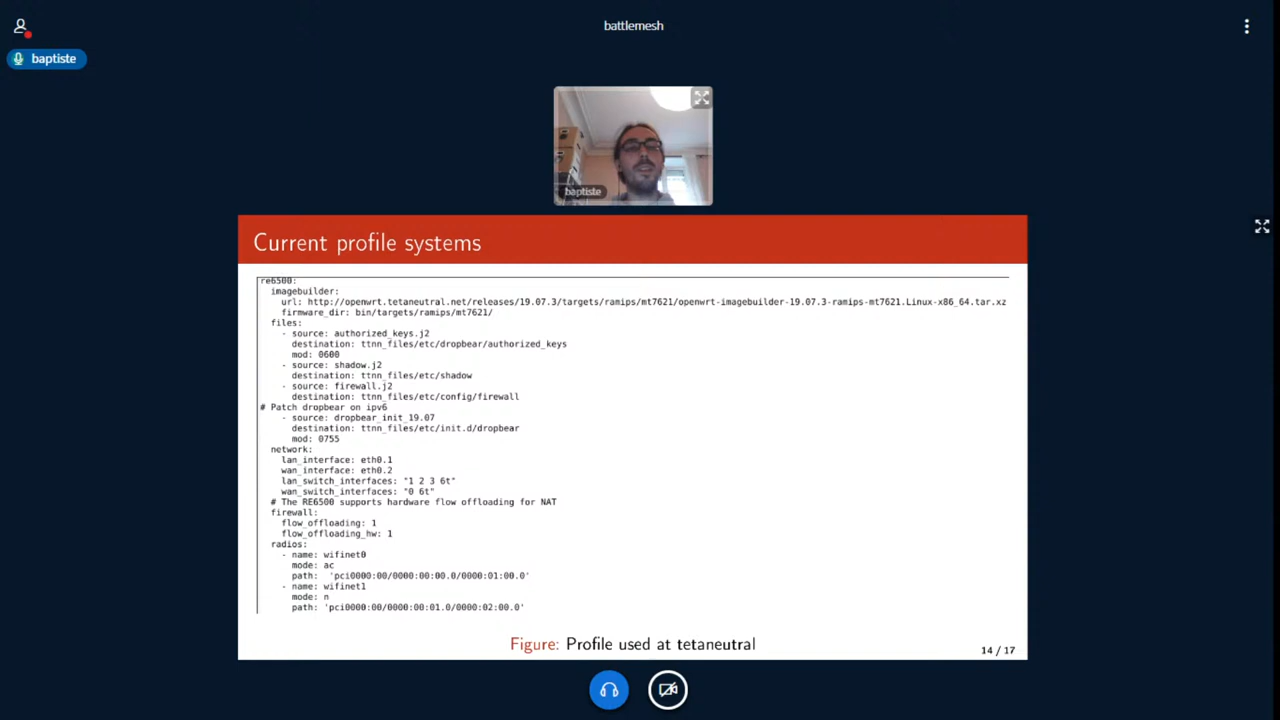 battlemesh
baptiste
baptiste
Current profile systems
re6500:
imagebuilder:
url: http://openwrt.tetaneutral.net/releases/19.07.3/targets/ramips/mt7621/openwrt-imagebuilder-19.07.3-ramips-mt7621.Linux-x86_64.tar.xz
firmware_dir: bin/targets/ramips/mt7621/
files:
- source: authorized_keys.j2
destination: ttnn_files/etc/dropbear/authorized_keys
mod: 0600
- source: shadow.j2
destination: ttnn_files/etc/shadow
- source: firewall.j2
destination: ttnn_files/etc/config/firewall
# Patch dropbear on ipv6
- source: dropbear_init_19.07
destination: ttnn_files/etc/init.d/dropbear
mod: 0755
network:
lan_interface: eth0.1
wan_interface: eth0.2
lan_switch_interfaces: "1 2 3 6t"
wan_switch_interfaces: "0 6t"
# The RE6500 supports hardware flow offloading for NAT
firewall:
flow_offloading: 1
flow_offloading_hw: 1
radios:
- name: wifinet0
mode: ac
path: 'pci0000:00/0000:00:00.0/0000:01:00.0'
- name: wifinet1
mode: n
path: 'pci0000:00/0000:00:01.0/0000:02:00.0'
Figure: Profile used at tetaneutral
14 / 17